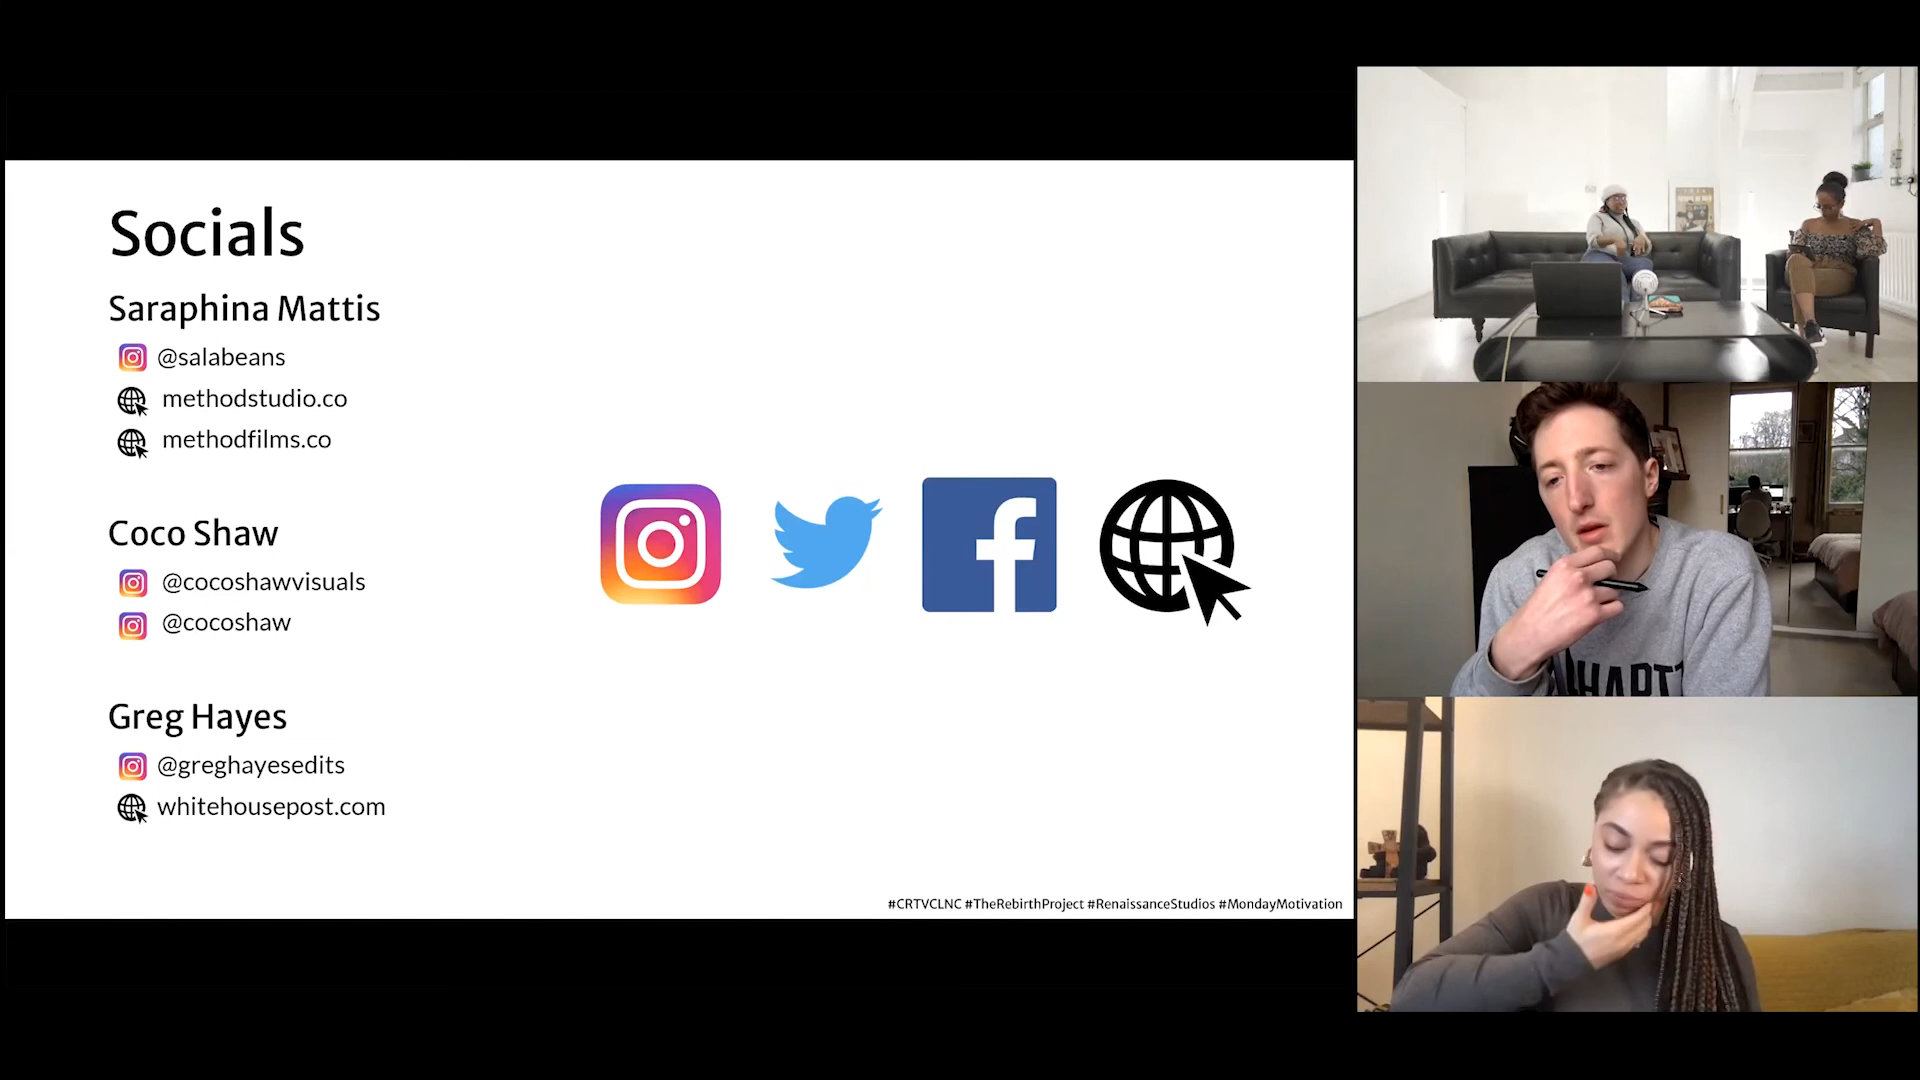 Socials
Saraphina Mattis
@salabeans
methodstudio.co
methodfilms.co
Coco Shaw
@cocoshawvisuals
@cocoshaw
Greg Hayes
@greghayesedits
whitehousepost.com
#CRTVCLNC #TheRebirthProject #RenaissanceStudios #MondayMotivation